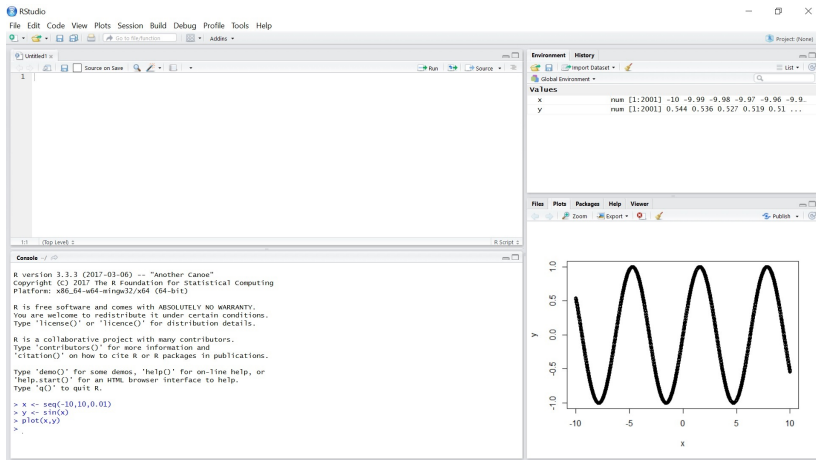 RStudio
File Edit Code View Plots Session Build Debug Profile Tools Help
Go to file/function Addins
Project: (None)
Untitled1
Source on Save Run Source
1
1:1 (Top Level) R Script
Console ~/
R version 3.3.3 (2017-03-06) -- "Another Canoe"
Copyright (C) 2017 The R Foundation for Statistical Computing
Platform: x86_64-w64-mingw32/x64 (64-bit)
R is free software and comes with ABSOLUTELY NO WARRANTY.
You are welcome to redistribute it under certain conditions.
Type 'license()' or 'licence()' for distribution details.
R is a collaborative project with many contributors.
Type 'contributors()' for more information and
'citation()' on how to cite R or R packages in publications.
Type 'demo()' for some demos, 'help()' for on-line help, or
'help.start()' for an HTML browser interface to help.
Type 'q()' to quit R.
> x <- seq(-10,10,0.01)
> y <- sin(x)
> plot(x,y)
>
Environment History
Import Dataset List
Global Environment
Values
x num [1:2001] -10 -9.99 -9.98 -9.97 -9.96 -9.9…
y num [1:2001] 0.544 0.536 0.527 0.519 0.51 ...
Files Plots Packages Help Viewer
Zoom Export Publish
1.0
0.5
0.0
-0.5
-1.0
y
-10 -5 0 5 10
x